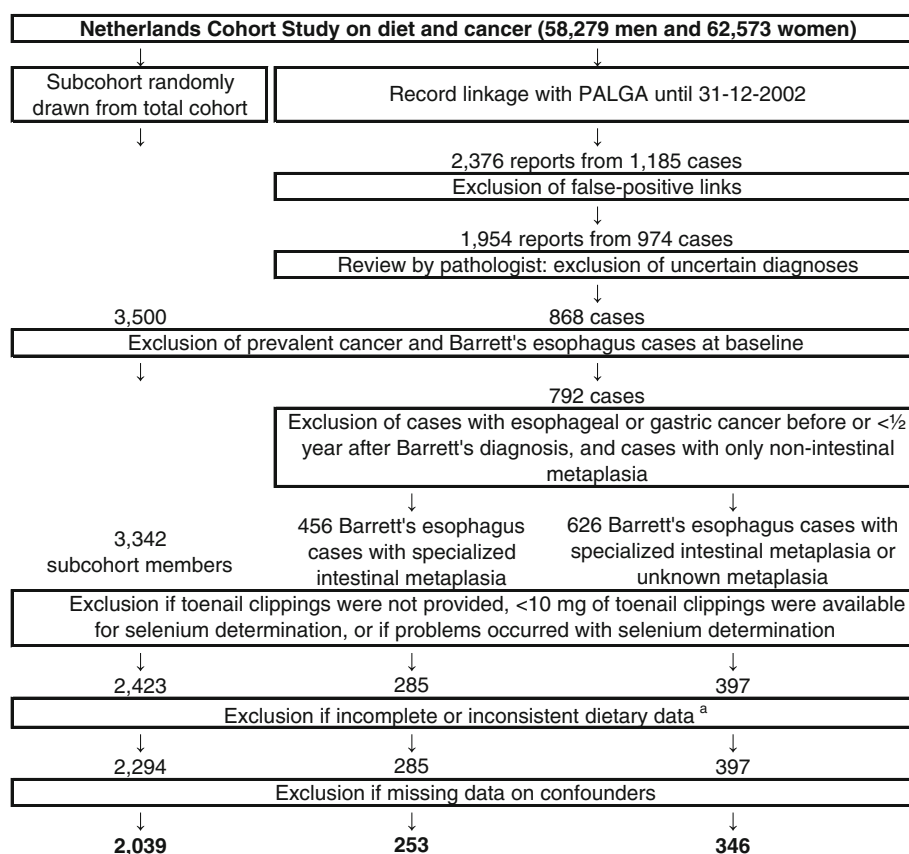 Netherlands Cohort Study on diet and cancer (58,279 men and 62,573 women)
↓ ↓
Subcohort randomly
drawn from total cohort
Record linkage with PALGA until 31-12-2002
↓ ↓
2,376 reports from 1,185 cases
Exclusion of false-positive links
↓
1,954 reports from 974 cases
Review by pathologist: exclusion of uncertain diagnoses
↓
3,500 868 cases
Exclusion of prevalent cancer and Barrett's esophagus cases at baseline
↓ ↓
792 cases
Exclusion of cases with esophageal or gastric cancer before or <½
year after Barrett's diagnosis, and cases with only non-intestinal
metaplasia
↓ ↓
3,342
subcohort members
456 Barrett's esophagus
cases with specialized
intestinal metaplasia
626 Barrett's esophagus cases with
specialized intestinal metaplasia or
unknown metaplasia
Exclusion if toenail clippings were not provided, <10 mg of toenail clippings were available
for selenium determination, or if problems occurred with selenium determination
↓ ↓ ↓
2,423 285 397
Exclusion if incomplete or inconsistent dietary data a
↓ ↓ ↓
2,294 285 397
Exclusion if missing data on confounders
↓ ↓ ↓
2,039 253 346